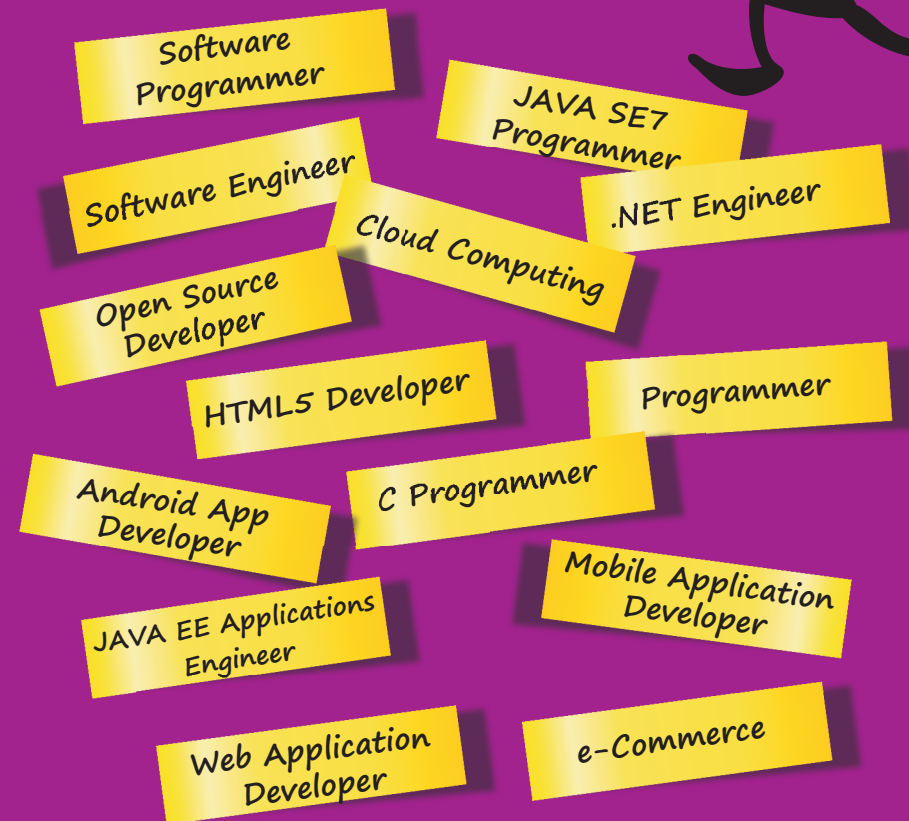 Software
Programmer
JAVA SE7
Programmer
Software Engineer
.NET Engineer
Cloud Computing
Open Source
Developer
HTML5 Developer
Programmer
Android App
Developer
C Programmer
Mobile Application
Developer
JAVA EE Applications
Engineer
Web Application
Developer
e-Commerce